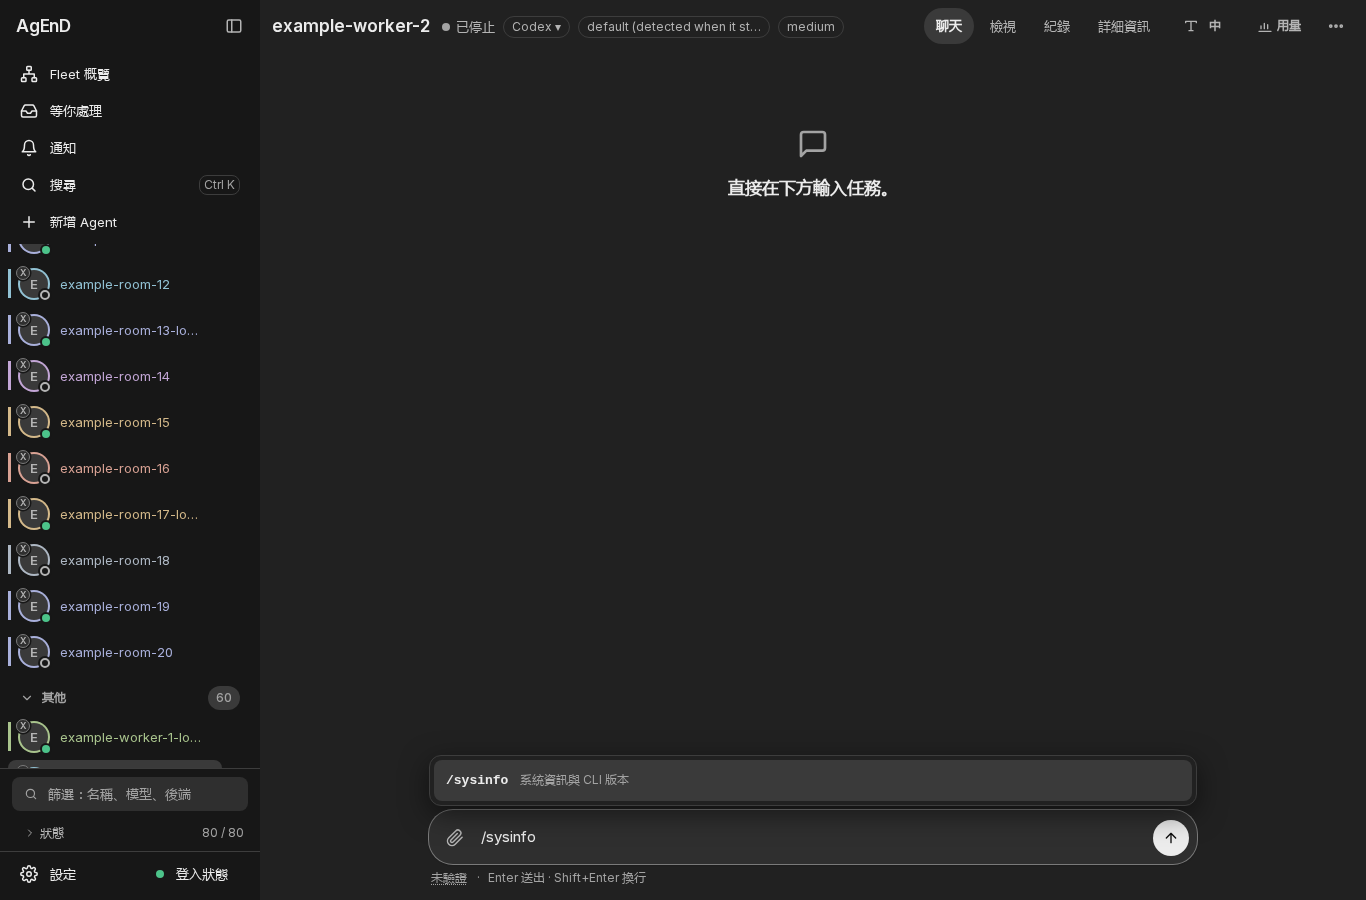 AgEnD
Fleet 概覽
等你處理
通知
搜尋 Ctrl K
新增 Agent
X E example-room-12
X E example-room-13-lo…
X E example-room-14
X E example-room-15
X E example-room-16
X E example-room-17-lo…
X E example-room-18
X E example-room-19
X E example-room-20
其他 60
X E example-worker-1-lo…
篩選：名稱、模型、後端
狀態 80 / 80
設定 登入狀態
example-worker-2 已停止 Codex ▾ default (detected when it st… medium 聊天 檢視 紀錄 詳細資訊 T 中 用量 •••
直接在下方輸入任務。
/sysinfo 系統資訊與 CLI 版本
/sysinfo
未驗證 · Enter 送出 · Shift+Enter 換行